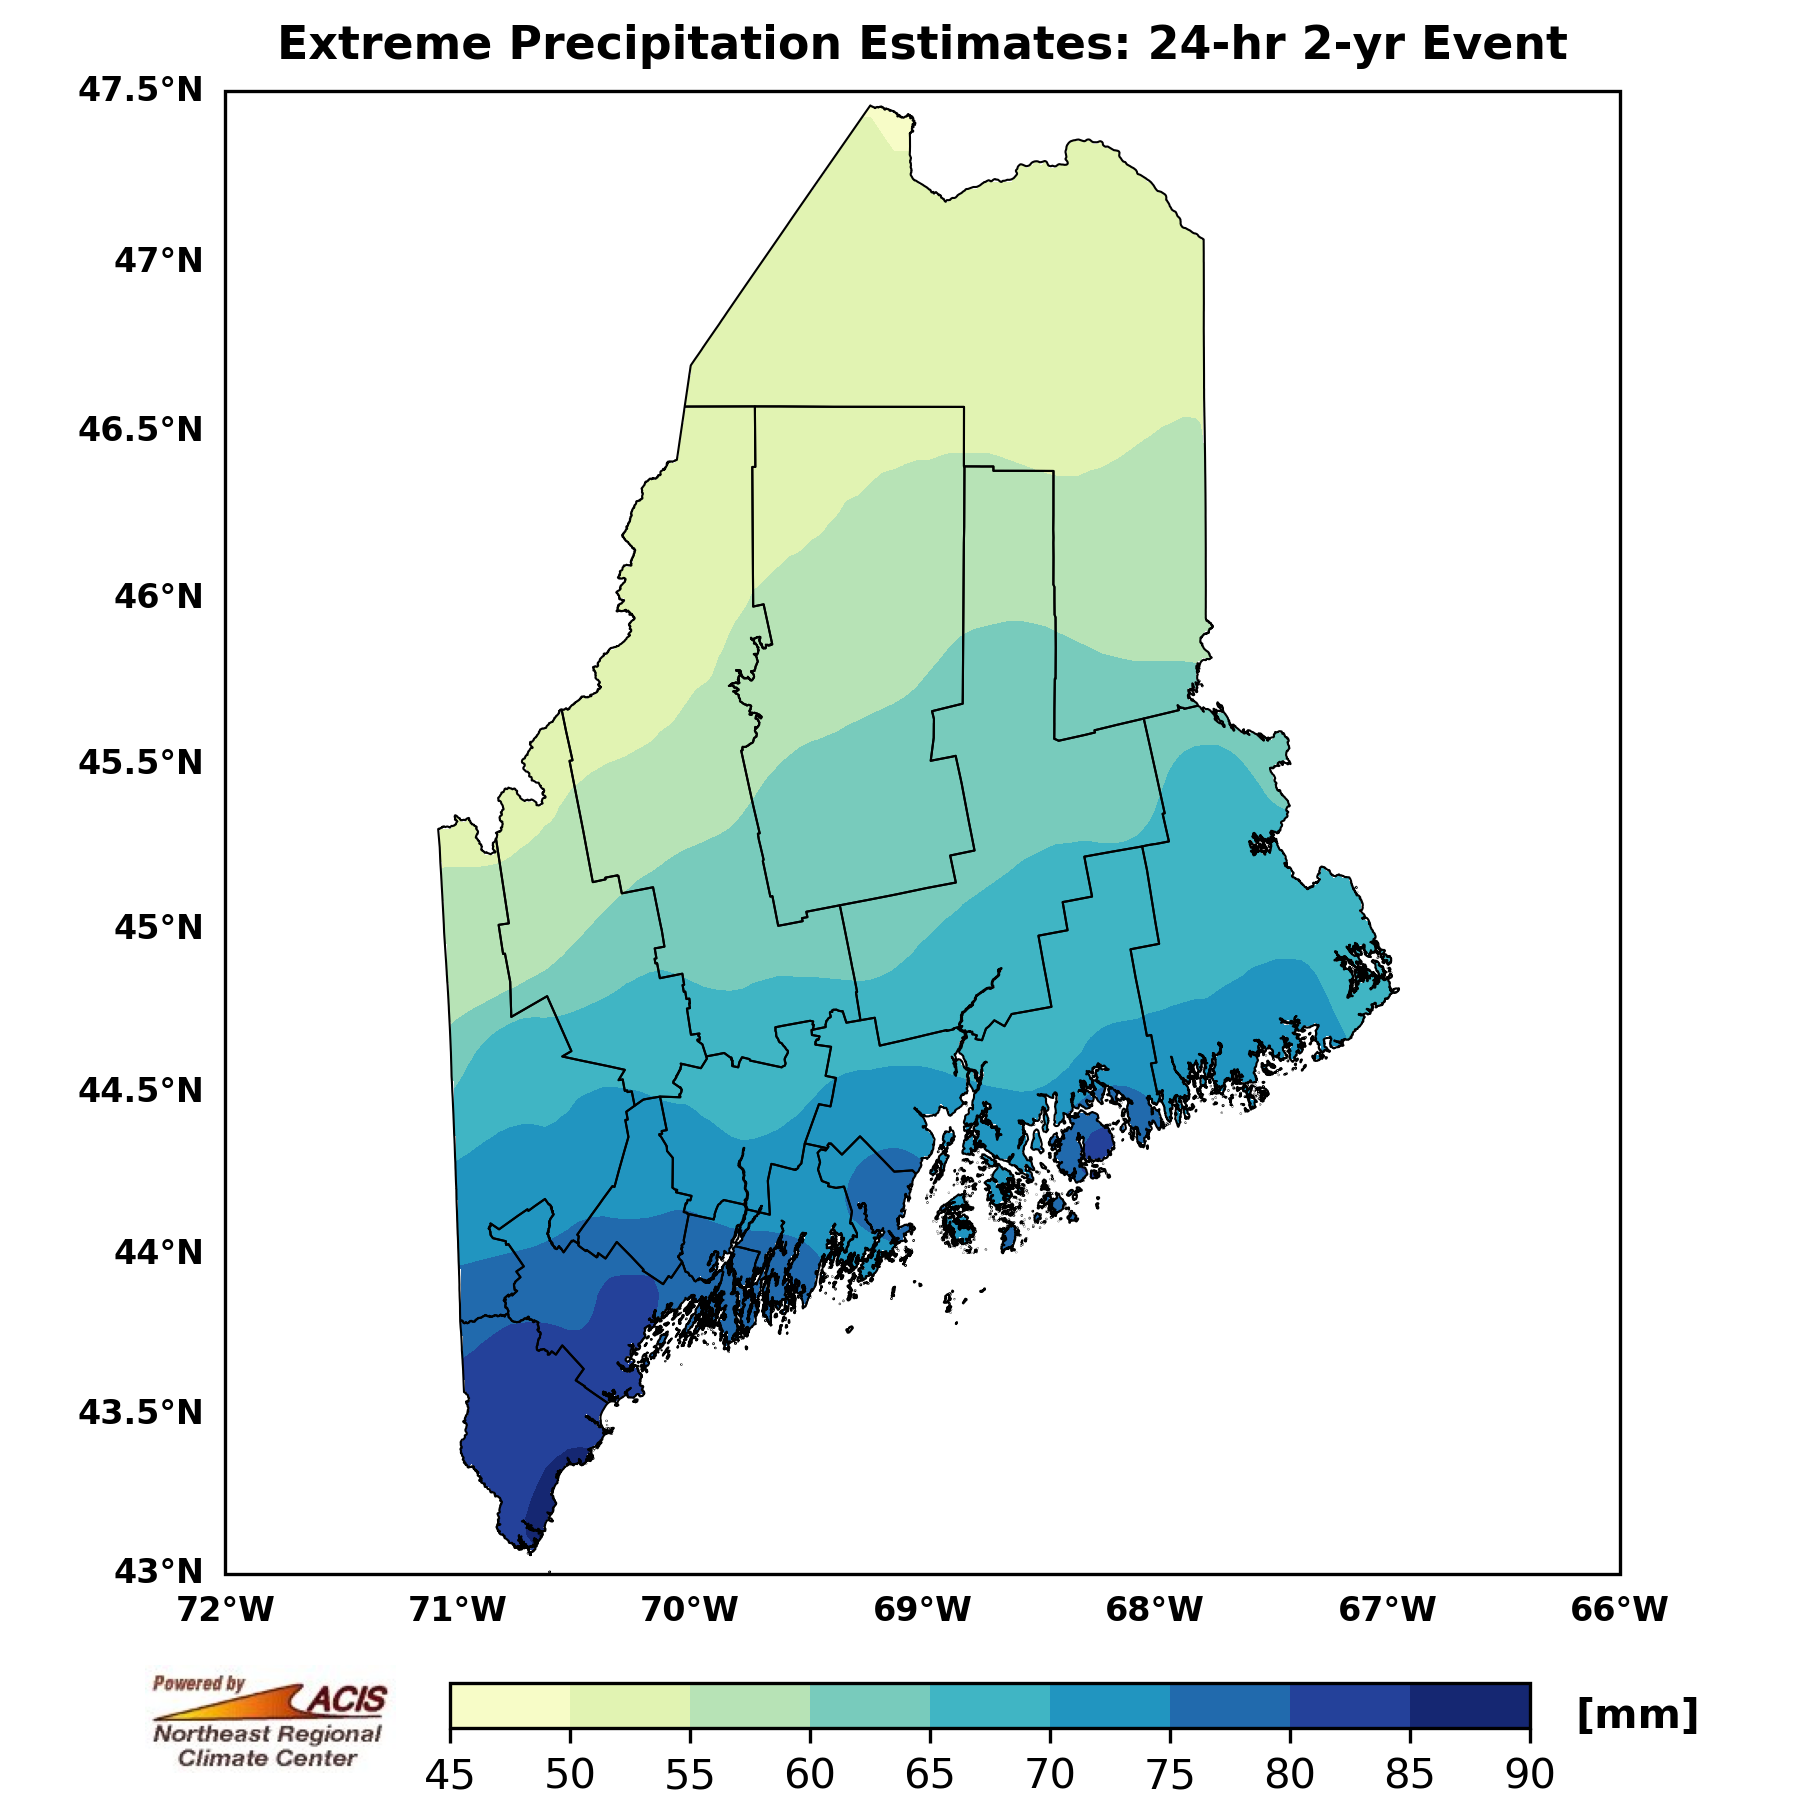 Extreme Precipitation Estimates: 24-hr 2-yr Event
47.5°N
47°N
46.5°N
46°N
45.5°N
45°N
44.5°N
44°N
43.5°N
43°N
72°W 71°W 70°W 69°W 68°W 67°W 66°W
Powered by
ACIS
Northeast Regional
Climate Center
[mm]
45 50 55 60 65 70 75 80 85 90